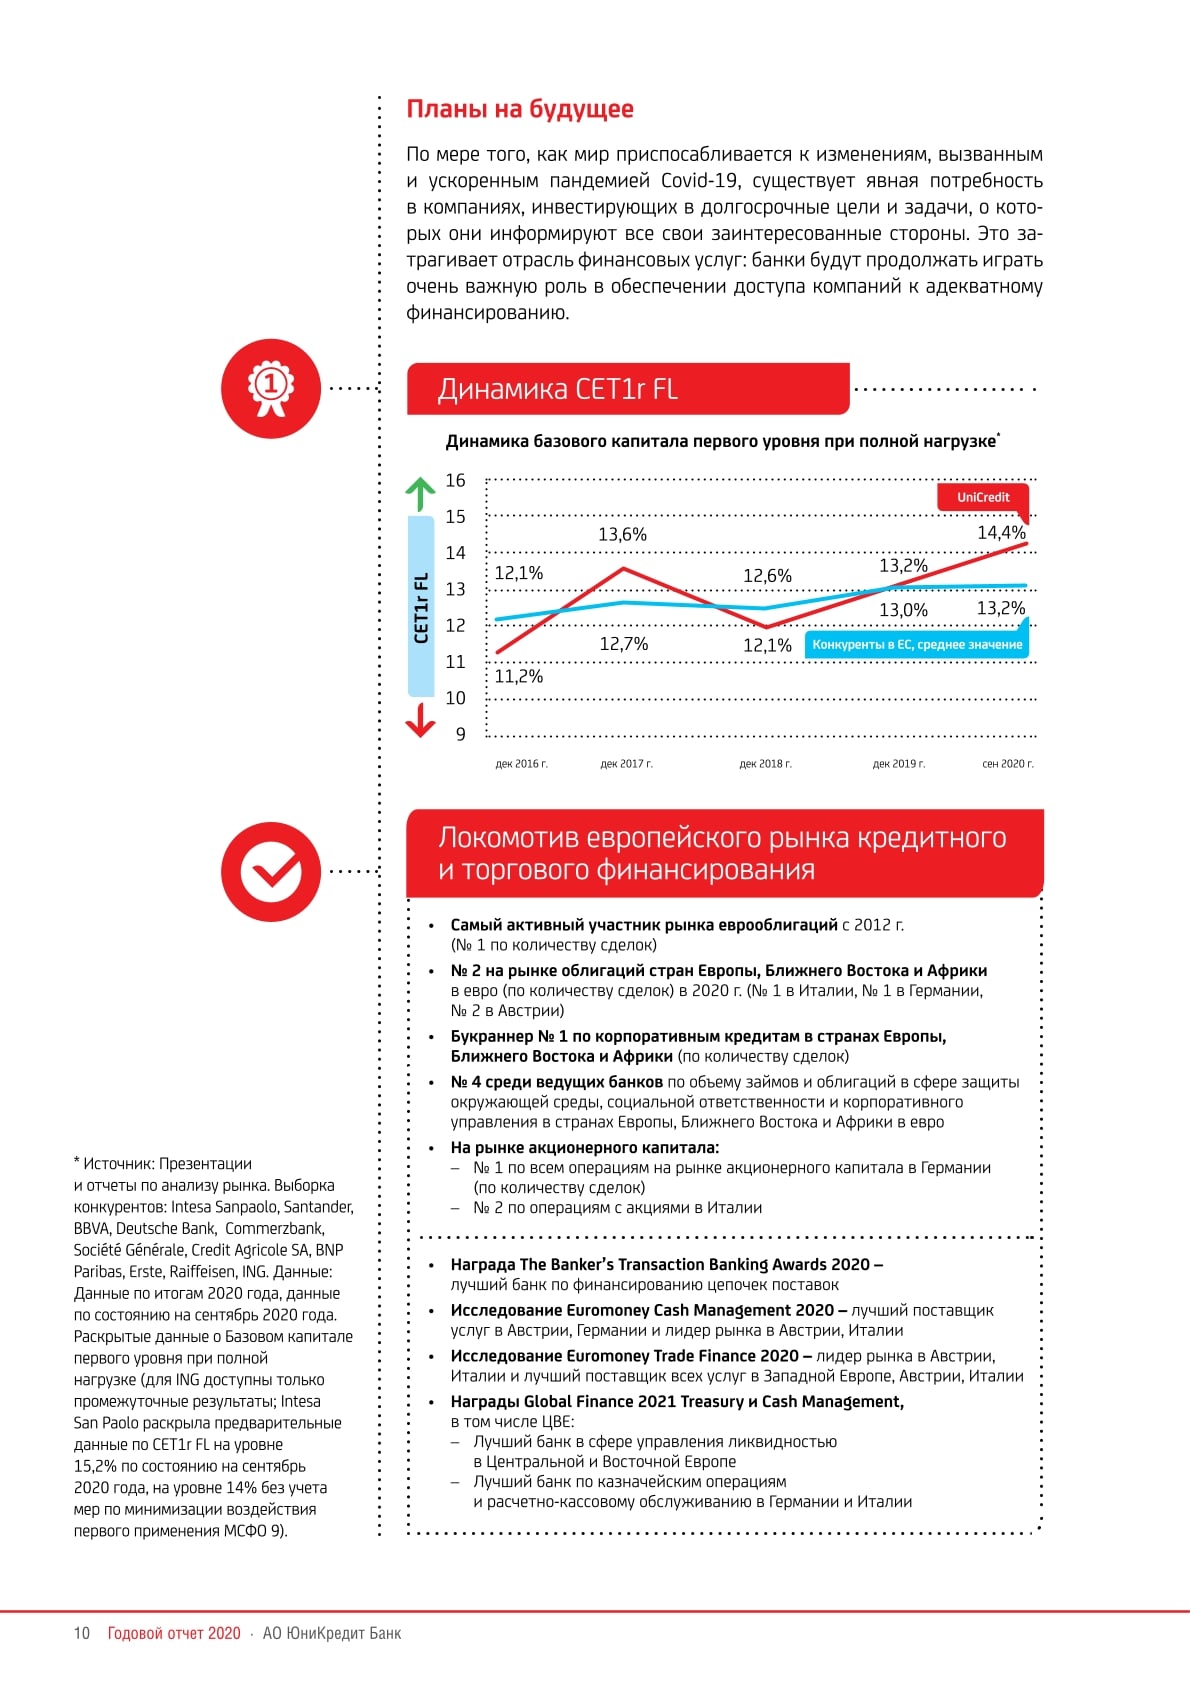 Планы на будущее
По мере того, как мир приспосабливается к изменениям, вызванным
и ускоренным пандемией Covid-19, существует явная потребность
в компаниях, инвестирующих в долгосрочные цели и задачи, о кото-
рых они информируют все свои заинтересованные стороны. Это за-
трагивает отрасль финансовых услуг: банки будут продолжать играть
очень важную роль в обеспечении доступа компаний к адекватному
финансированию.
1
Динамика CET1r FL
Динамика базового капитала первого уровня при полной нагрузке*
CET1r FL
16
15
14
13
12
11
10
9
UniCredit
12,1%
13,6%
12,6%
13,2%
14,4%
11,2%
12,7%
12,1%
13,0%
13,2%
Конкуренты в ЕС, среднее значение
дек 2016 г.
дек 2017 г.
дек 2018 г.
дек 2019 г.
сен 2020 г.
Локомотив европейского рынка кредитного
и торгового финансирования
• Самый активный участник рынка еврооблигаций с 2012 г.
(№ 1 по количеству сделок)
• № 2 на рынке облигаций стран Европы, Ближнего Востока и Африки
в евро (по количеству сделок) в 2020 г. (№ 1 в Италии, № 1 в Германии,
№ 2 в Австрии)
• Букраннер № 1 по корпоративным кредитам в странах Европы,
Ближнего Востока и Африки (по количеству сделок)
• № 4 среди ведущих банков по объему займов и облигаций в сфере защиты
окружающей среды, социальной ответственности и корпоративного
управления в странах Европы, Ближнего Востока и Африки в евро
• На рынке акционерного капитала:
– № 1 по всем операциям на рынке акционерного капитала в Германии
(по количеству сделок)
– № 2 по операциям с акциями в Италии
• Награда The Banker’s Transaction Banking Awards 2020 –
лучший банк по финансированию цепочек поставок
• Исследование Euromoney Cash Management 2020 – лучший поставщик
услуг в Австрии, Германии и лидер рынка в Австрии, Италии
• Исследование Euromoney Trade Finance 2020 – лидер рынка в Австрии,
Италии и лучший поставщик всех услуг в Западной Европе, Австрии, Италии
• Награды Global Finance 2021 Treasury и Cash Management,
в том числе ЦВЕ:
– Лучший банк в сфере управления ликвидностью
в Центральной и Восточной Европе
– Лучший банк по казначейским операциям
и расчетно-кассовому обслуживанию в Германии и Италии
* Источник: Презентации
и отчеты по анализу рынка. Выборка
конкурентов: Intesa Sanpaolo, Santander,
BBVA, Deutsche Bank, Commerzbank,
Société Générale, Credit Agricole SA, BNP
Paribas, Erste, Raiffeisen, ING. Данные:
Данные по итогам 2020 года, данные
по состоянию на сентябрь 2020 года.
Раскрытые данные о Базовом капитале
первого уровня при полной
нагрузке (для ING доступны только
промежуточные результаты; Intesa
San Paolo раскрыла предварительные
данные по CET1r FL на уровне
15,2% по состоянию на сентябрь
2020 года, на уровне 14% без учета
мер по минимизации воздействия
первого применения МСФО 9).
10 Годовой отчет 2020 · АО ЮниКредит Банк